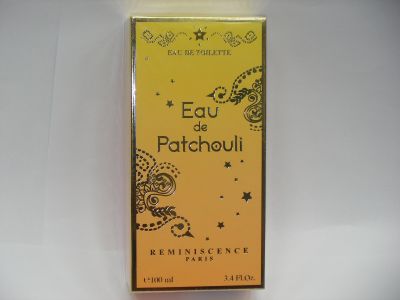 EAU DE TOILETTE
Eau
de
Patchouli
REMINISCENCE
PARIS
℮100 ml
3.4 FL.Oz.